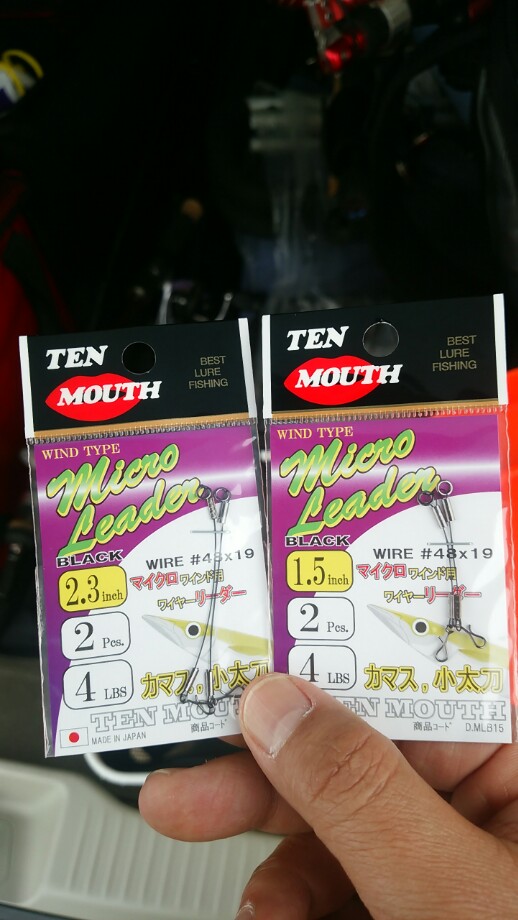 TEN
MOUTH
BEST
LURE
FISHING
WIND TYPE
Micro
Leader
BLACK
WIRE #48x19
2.3 inch
マイクロ ワインド用
ワイヤーリーダー
2 Pcs.
4 LBS
カマス, 小太刀
TEN MOUTH
MADE IN JAPAN
商品コード
TEN
MOUTH
BEST
LURE
FISHING
WIND TYPE
Micro
Leader
BLACK
WIRE #48x19
1.5 inch
マイクロ ワインド用
ワイヤーリーダー
2 Pcs.
4 LBS
カマス, 小太刀
TEN MOUTH
商品コード D.MLB15